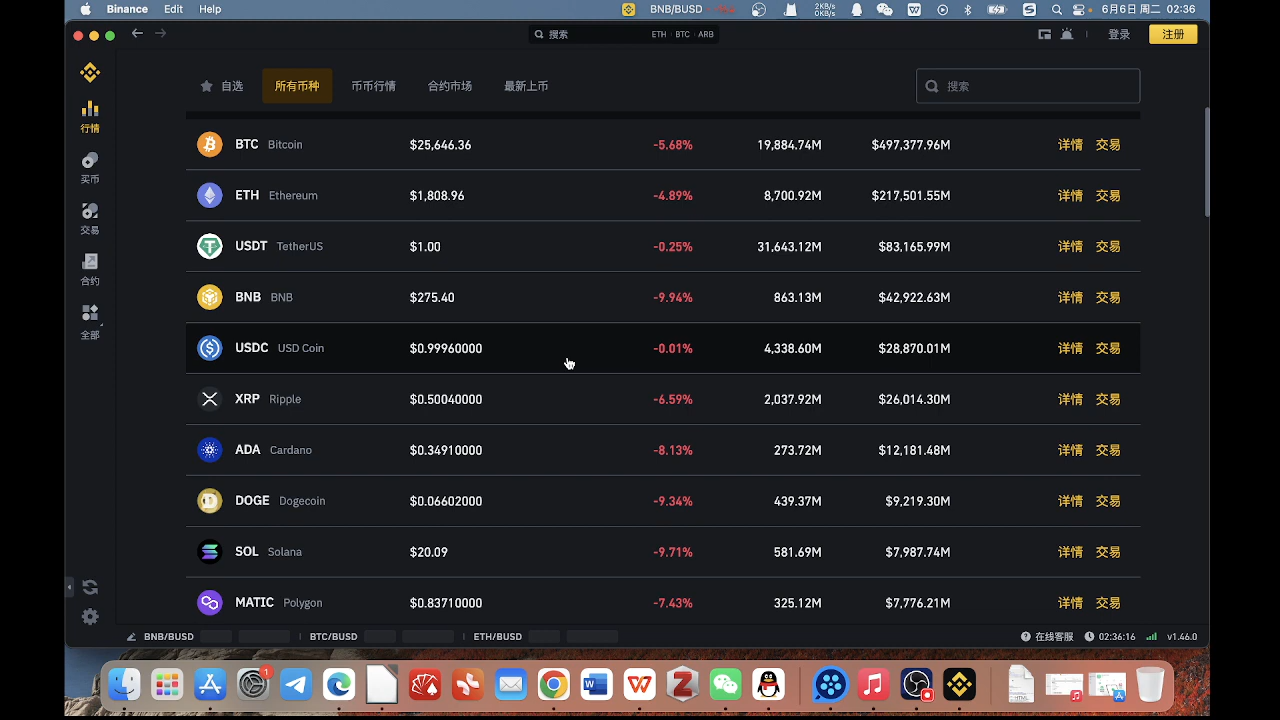 Binance Edit Help BNB/BUSD 2KB/s 0KB/s 6月6日 周二 02:36
搜索 ETH · BTC · ARB 登录 注册
行情
买币
交易
合约
全部
自选 所有币种 币币行情 合约市场 最新上币 搜索
BTC Bitcoin $25,646.36 -5.68% 19,884.74M $497,377.96M 详情 交易
ETH Ethereum $1,808.96 -4.89% 8,700.92M $217,501.55M 详情 交易
USDT TetherUS $1.00 -0.25% 31,643.12M $83,165.99M 详情 交易
BNB BNB $275.40 -9.94% 863.13M $42,922.63M 详情 交易
USDC USD Coin $0.99960000 -0.01% 4,338.60M $28,870.01M 详情 交易
XRP Ripple $0.50040000 -6.59% 2,037.92M $26,014.30M 详情 交易
ADA Cardano $0.34910000 -8.13% 273.72M $12,181.48M 详情 交易
DOGE Dogecoin $0.06602000 -9.34% 439.37M $9,219.30M 详情 交易
SOL Solana $20.09 -9.71% 581.69M $7,987.74M 详情 交易
MATIC Polygon $0.83710000 -7.43% 325.12M $7,776.21M 详情 交易
BNB/BUSD BTC/BUSD ETH/BUSD 在线客服 02:36:16 v1.46.0
1
HTML